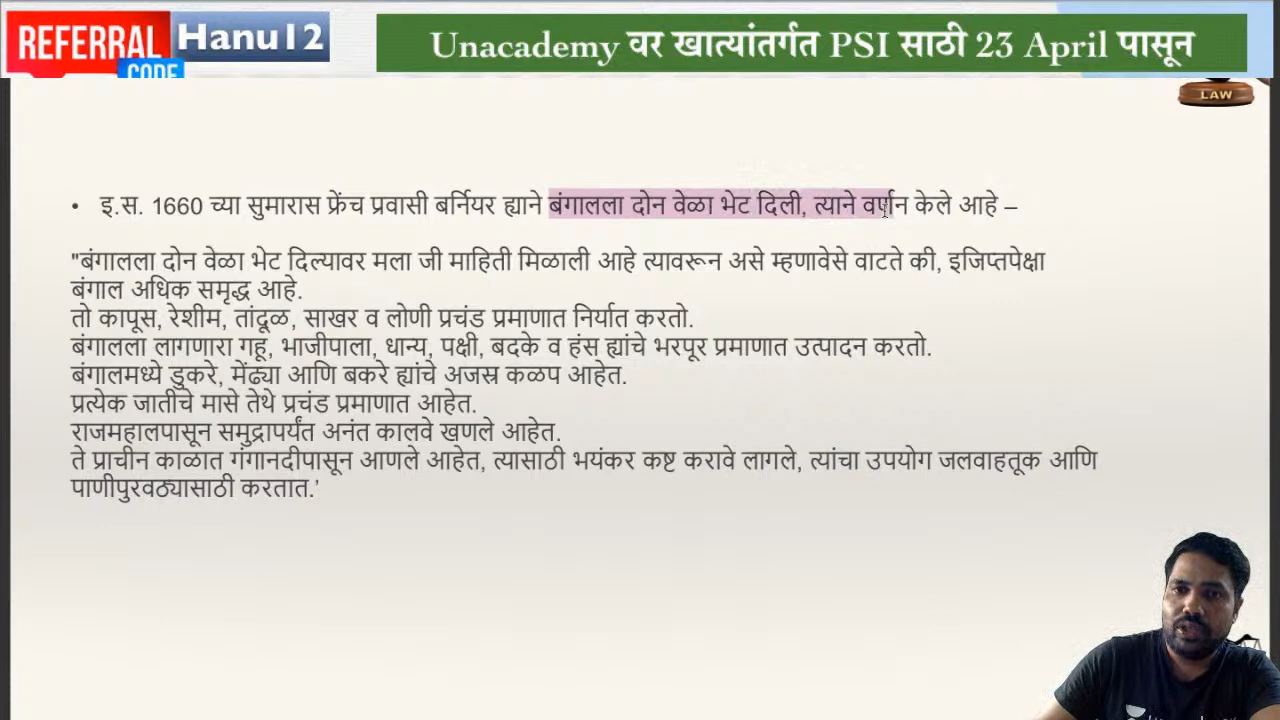 REFERRAL Hanu12
CODE
Unacademy वर खात्यांतर्गत PSI साठी 23 April पासून
LAW
• इ.स. 1660 च्या सुमारास फ्रेंच प्रवासी बर्नियर ह्याने बंगालला दोन वेळा भेट दिली, त्याने वर्णन केले आहे –
"बंगालला दोन वेळा भेट दिल्यावर मला जी माहिती मिळाली आहे त्यावरून असे म्हणावेसे वाटते की, इजिप्तपेक्षा
बंगाल अधिक समृद्ध आहे.
तो कापूस, रेशीम, तांदूळ, साखर व लोणी प्रचंड प्रमाणात निर्यात करतो.
बंगालला लागणारा गहू, भाजीपाला, धान्य, पक्षी, बदके व हंस ह्यांचे भरपूर प्रमाणात उत्पादन करतो.
बंगालमध्ये डुकरे, मेंढ्या आणि बकरे ह्यांचे अजस्र कळप आहेत.
प्रत्येक जातीचे मासे तेथे प्रचंड प्रमाणात आहेत.
राजमहालपासून समुद्रापर्यंत अनंत कालवे खणले आहेत.
ते प्राचीन काळात गंगानदीपासून आणले आहेत, त्यासाठी भयंकर कष्ट करावे लागले, त्यांचा उपयोग जलवाहतूक आणि
पाणीपुरवठ्यासाठी करतात.’